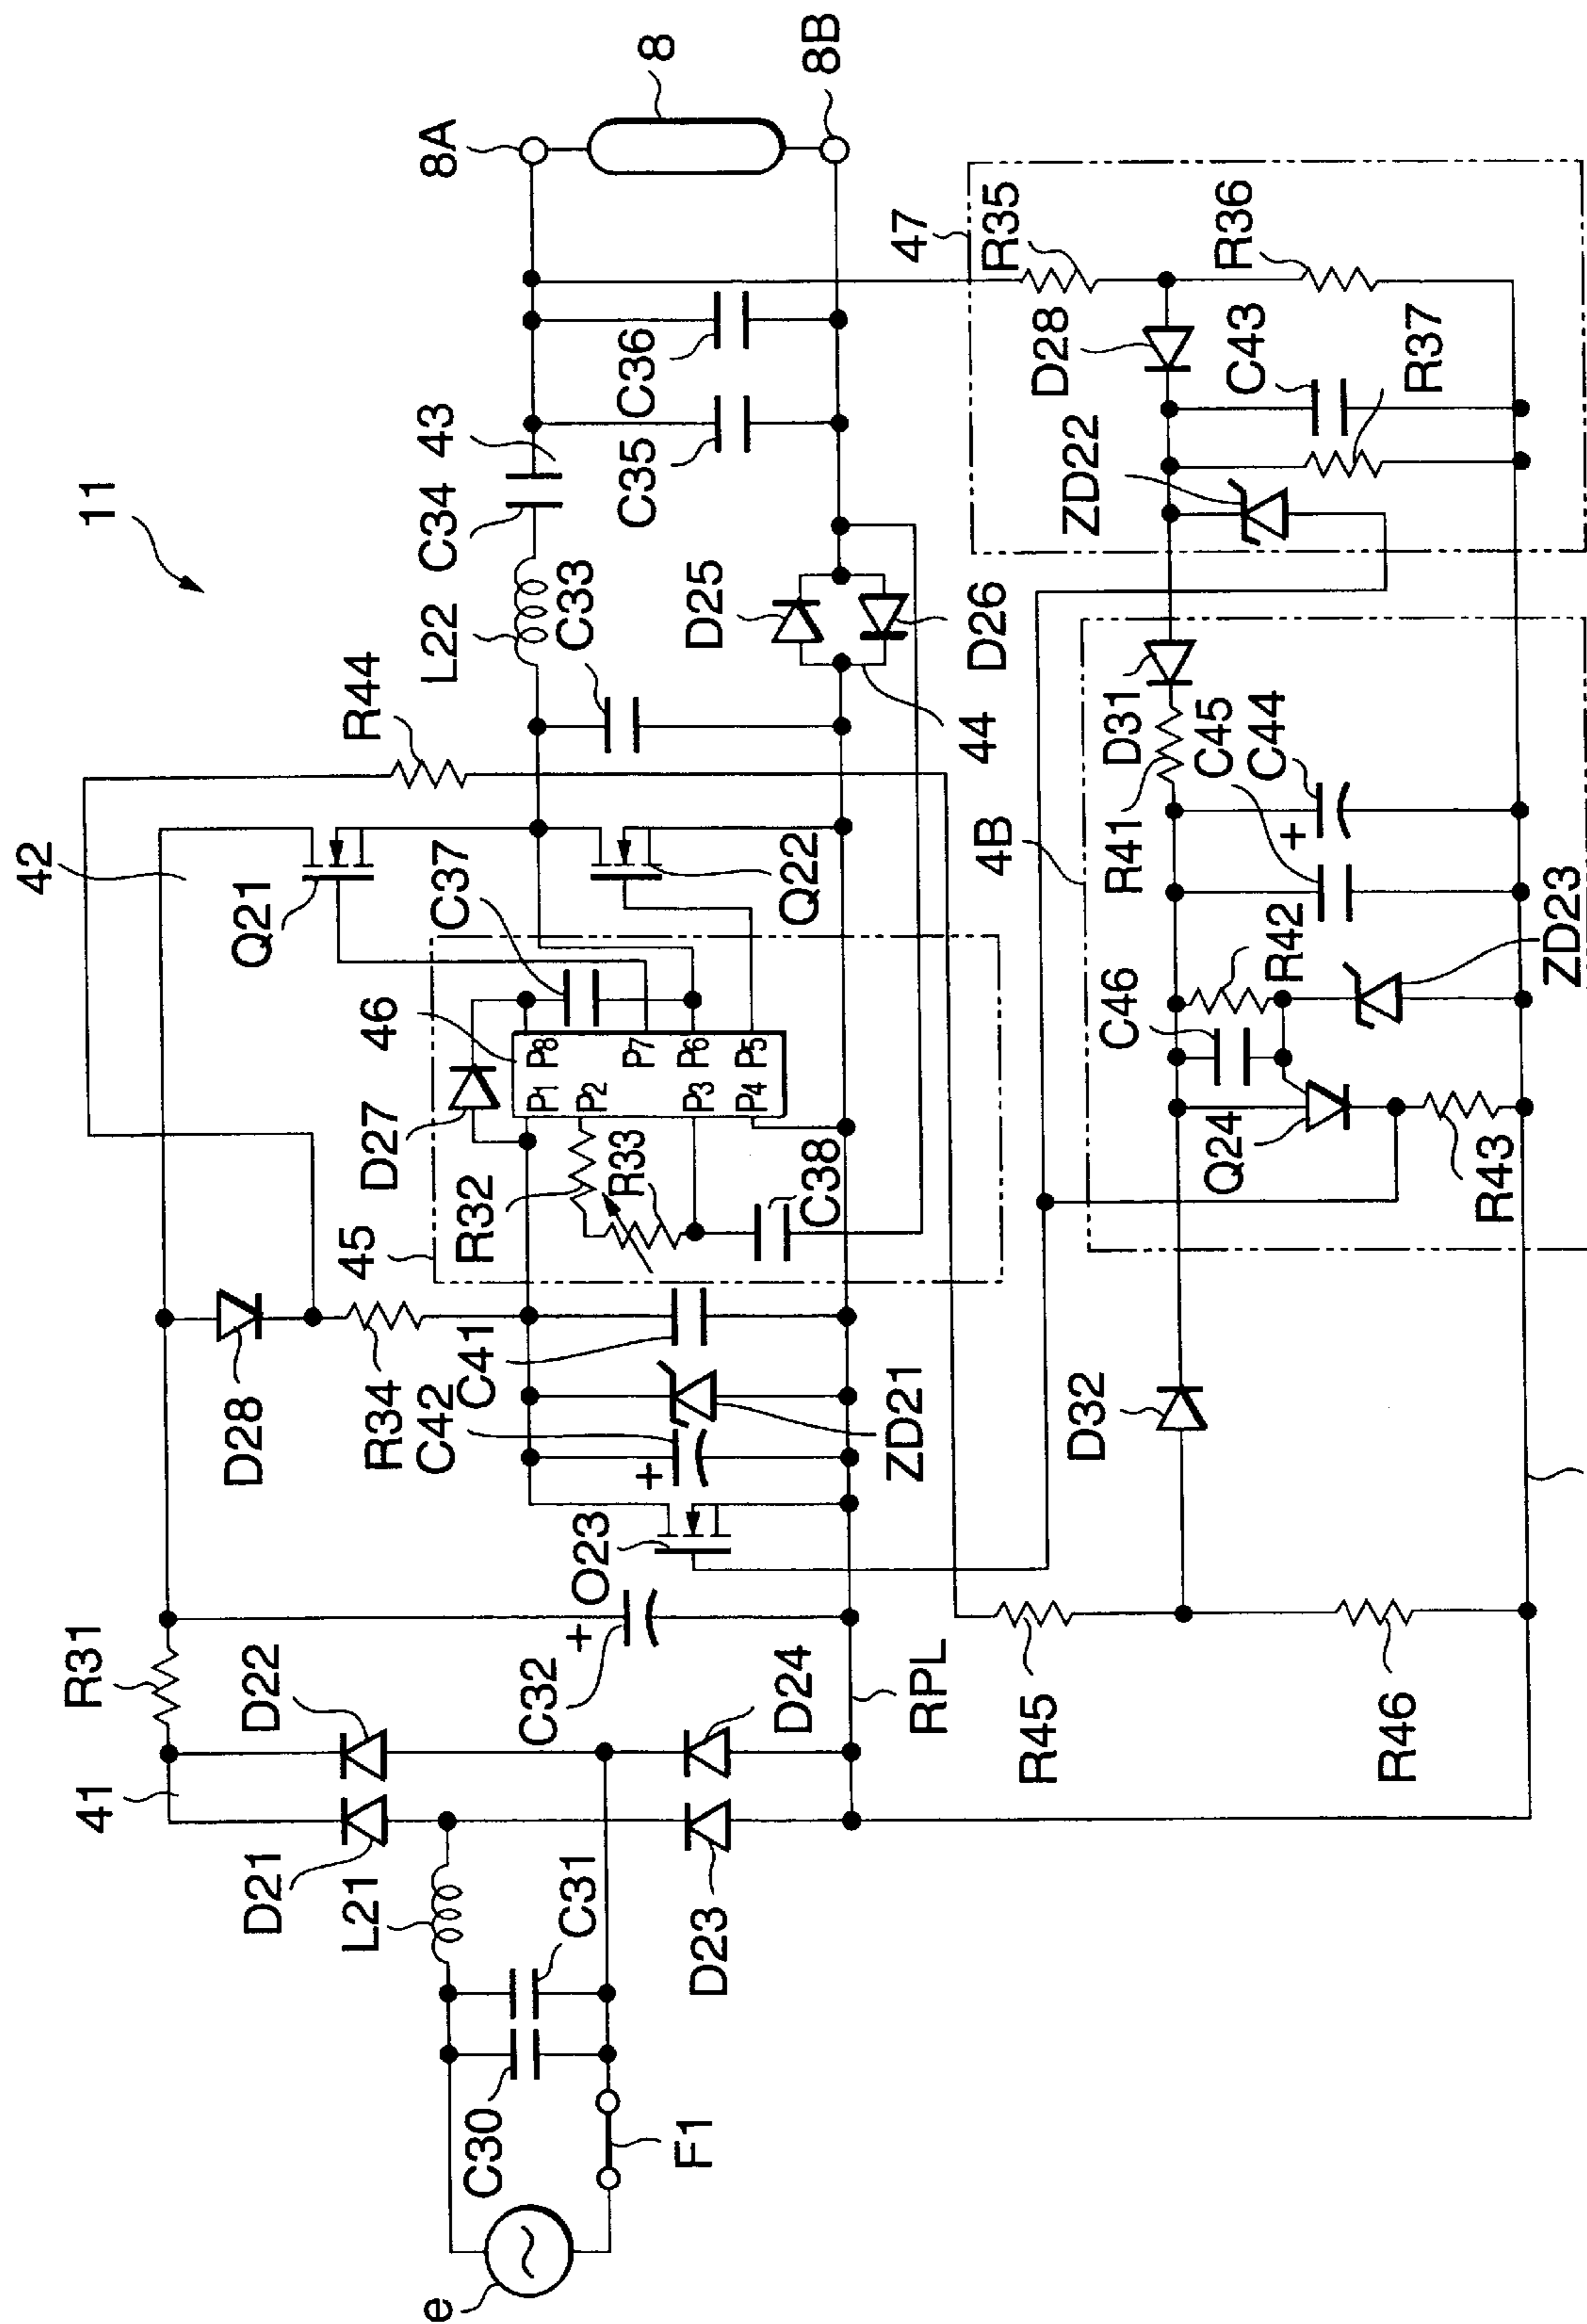 11
42
Q21
R44
8A
8
8B
L22
C34
43
C33
C35
C36
D25
D26
44
47
R35
R36
D28
C43
R37
ZD22
45
46
D27
C37
Q22
P1
P2
P3
P4
P8
P7
P6
P5
R32
R33
C38
D28
R34
C41
C42
+
ZD21
O23
R31
D22
41
D21
L21
C31
C30
F1
e
C32
+
D24
D23
RPL
R45
R46
D32
4B
D31
R41
C45
C44
+
R42
C46
Q24
R43
ZD23